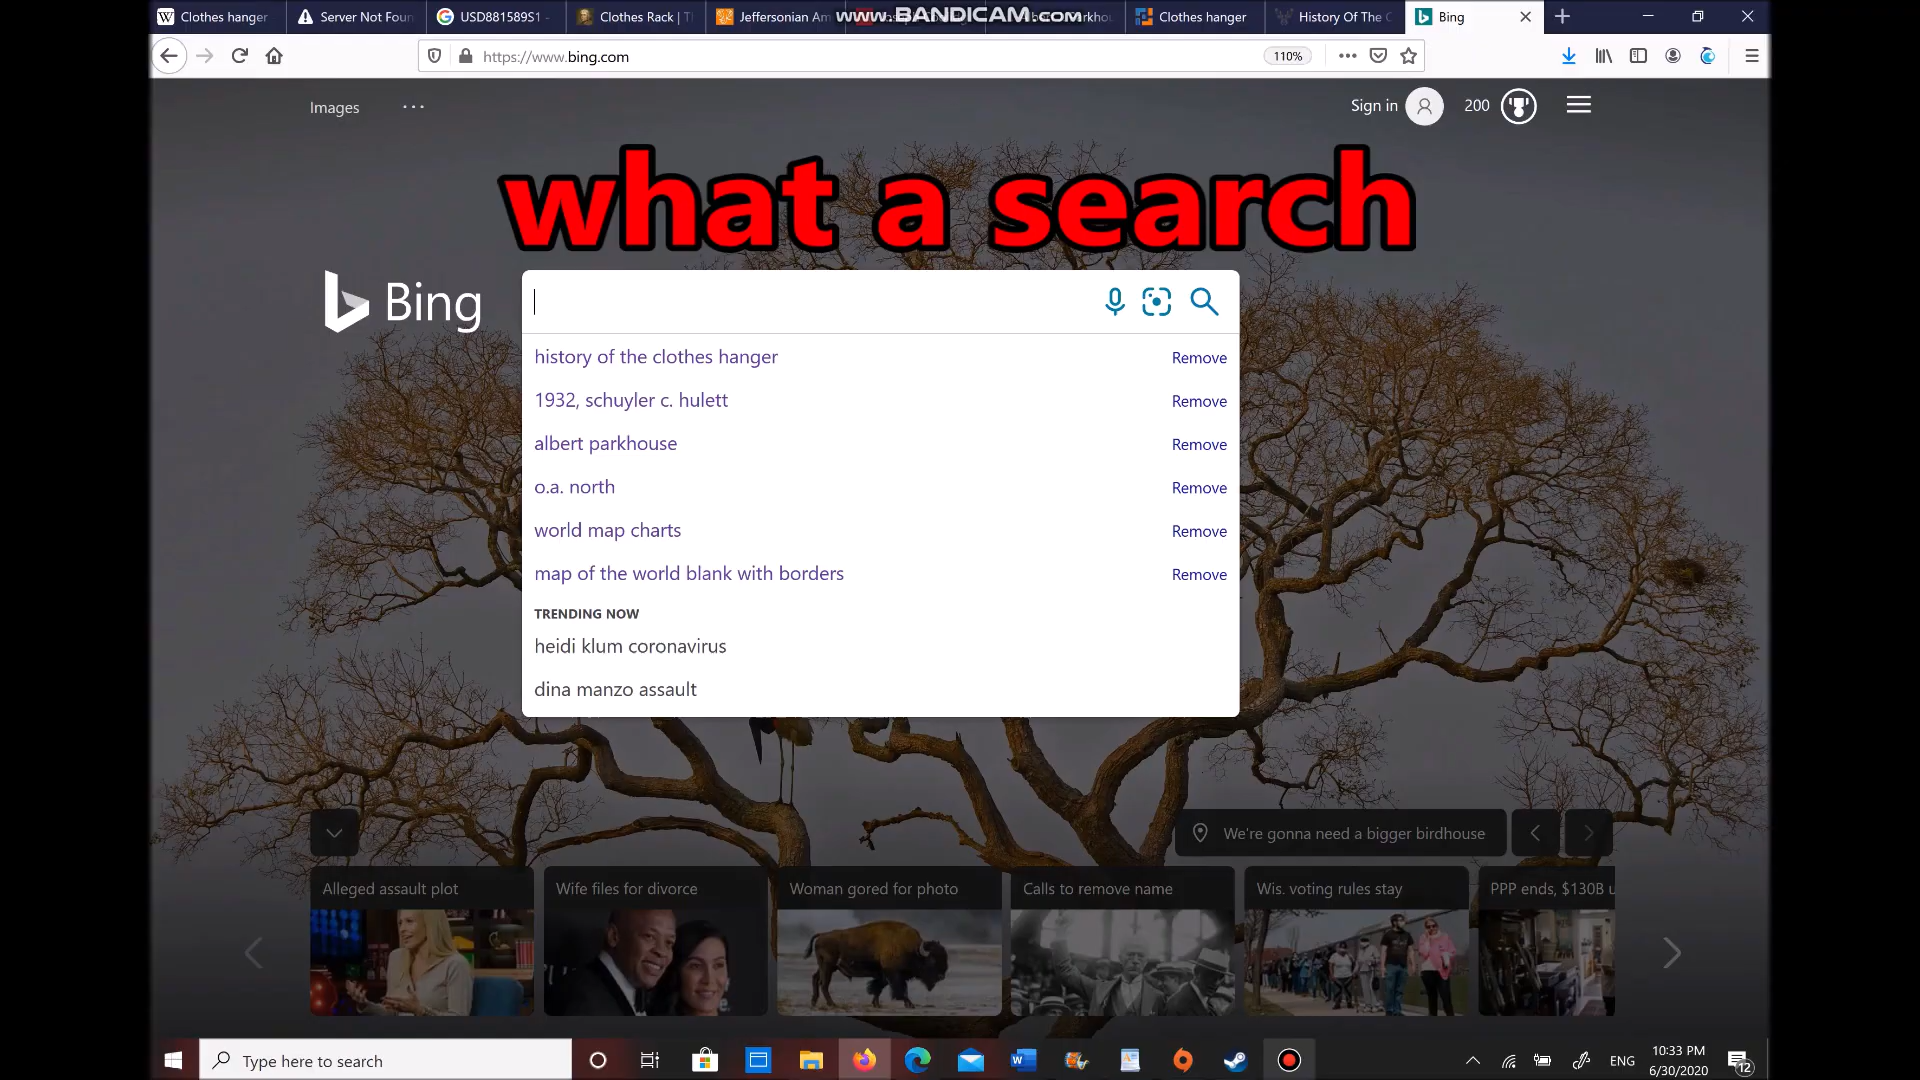 Clothes hanger
Server Not Foun
USD881589S1 -
Clothes Rack | T
Jeffersonian Am
www.BANDICAM.com
Clothes hanger
History Of The C
Bing
https://www.bing.com
110%
Images
Sign in
200
what a search
Bing
history of the clothes hanger
Remove
1932, schuyler c. hulett
Remove
albert parkhouse
Remove
o.a. north
Remove
world map charts
Remove
map of the world blank with borders
Remove
TRENDING NOW
heidi klum coronavirus
dina manzo assault
We're gonna need a bigger birdhouse
Alleged assault plot
Wife files for divorce
Woman gored for photo
Calls to remove name
Wis. voting rules stay
PPP ends, $130B u
Type here to search
ENG
10:33 PM
6/30/2020
12